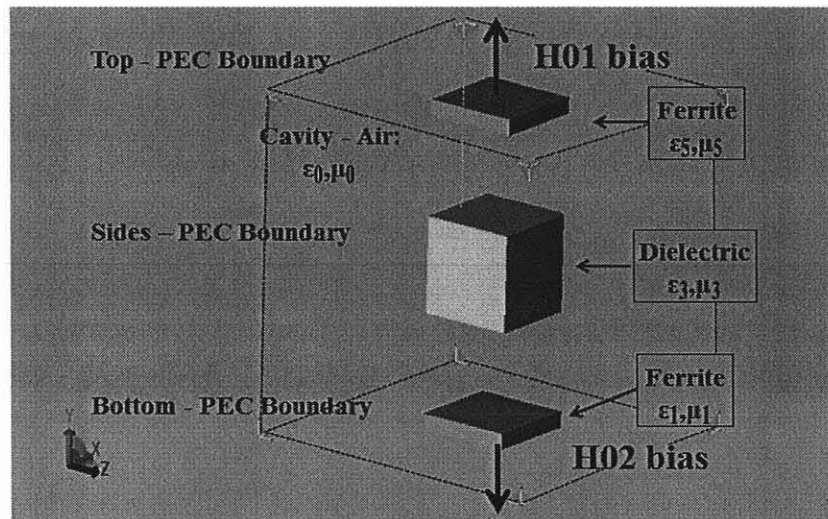 Top - PEC Boundary
H01 bias
Ferrite
ε5,μ5
Cavity - Air:
ε0,μ0
Sides – PEC Boundary
Dielectric
ε3,μ3
Ferrite
ε1,μ1
Bottom - PEC Boundary
H02 bias
Y
X
Z